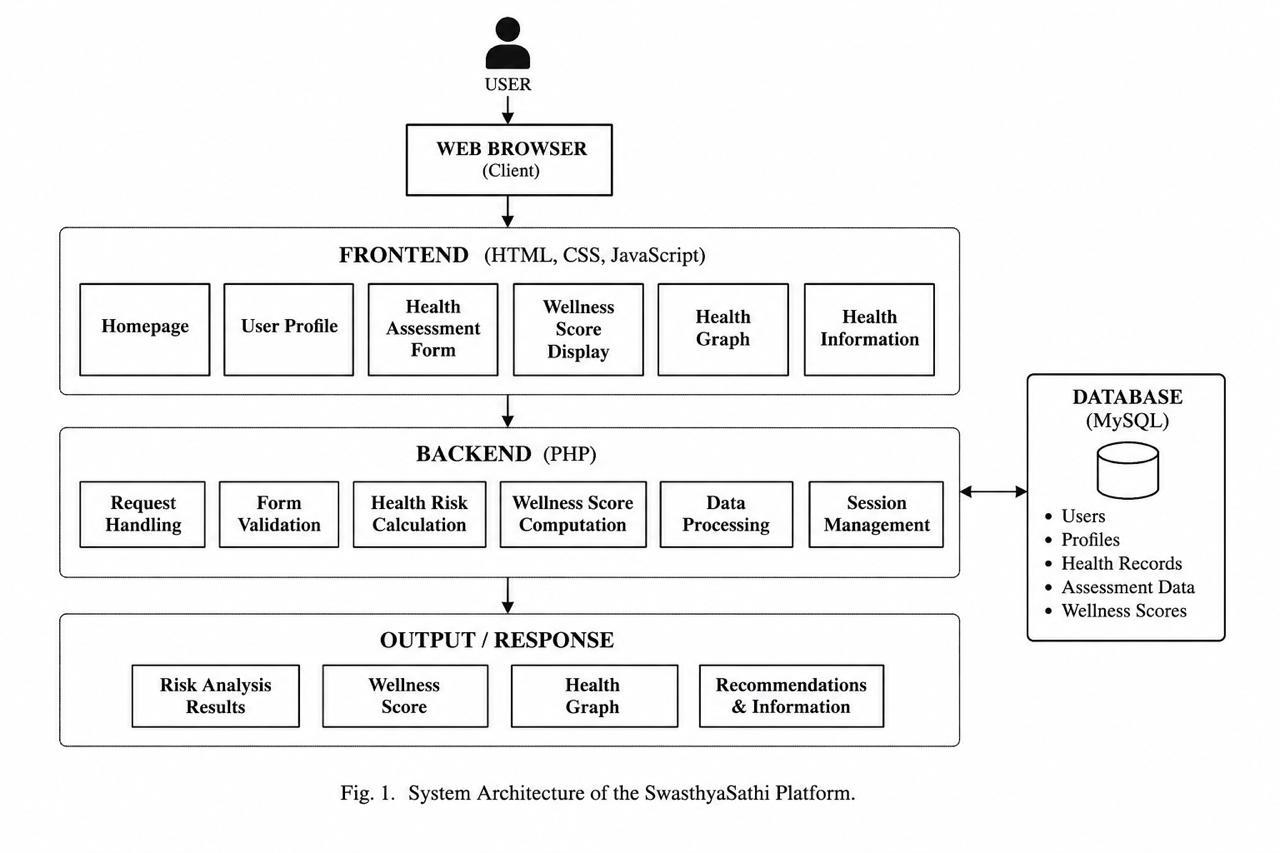 USER
WEB BROWSER
(Client)
FRONTEND (HTML, CSS, JavaScript)
Homepage
User Profile
Health
Assessment
Form
Wellness
Score
Display
Health
Graph
Health
Information
BACKEND (PHP)
Request
Handling
Form
Validation
Health Risk
Calculation
Wellness Score
Computation
Data
Processing
Session
Management
DATABASE
(MySQL)
• Users
• Profiles
• Health Records
• Assessment Data
• Wellness Scores
OUTPUT / RESPONSE
Risk Analysis
Results
Wellness
Score
Health
Graph
Recommendations
& Information
Fig. 1. System Architecture of the SwasthyaSathi Platform.